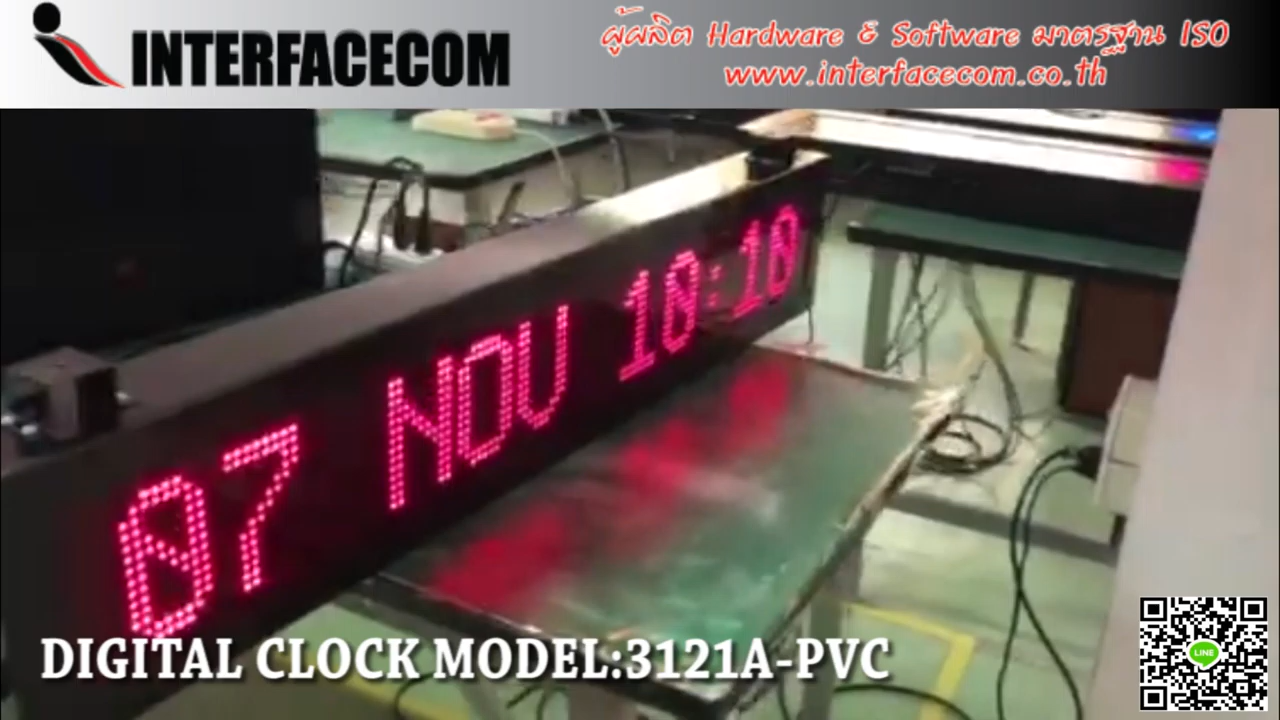 INTERFACECOM
ผู้ผลิต Hardware & Software มาตรฐาน ISO
www.interfacecom.co.th
07 NOV 10:10
DIGITAL CLOCK MODEL:3121A-PVC
LINE